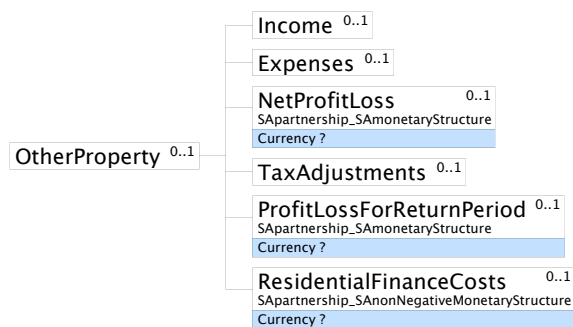 Income 0..1
Expenses 0..1
NetProfitLoss 0..1
SApartnership_SAmonetaryStructure
Currency ?
OtherProperty 0..1
TaxAdjustments 0..1
ProfitLossForReturnPeriod 0..1
SApartnership_SAmonetaryStructure
Currency ?
ResidentialFinanceCosts 0..1
SApartnership_SAnonNegativeMonetaryStructure
Currency ?